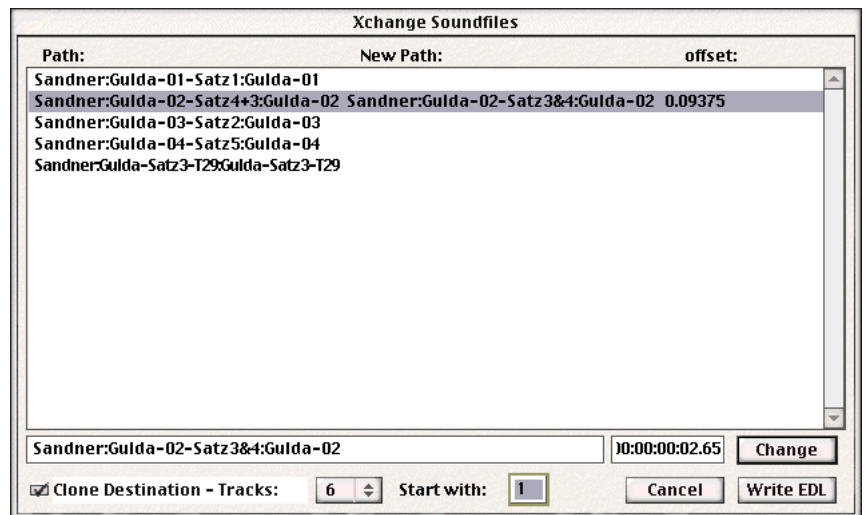 Xchange Soundfiles
Path: New Path: offset:
Sandner:Gulda-01-Satz1:Gulda-01
Sandner:Gulda-02-Satz4+3:Gulda-02 Sandner:Gulda-02-Satz3&4:Gulda-02 0.09375
Sandner:Gulda-03-Satz2:Gulda-03
Sandner:Gulda-04-Satz5:Gulda-04
Sandner:Gulda-Satz3-T29:Gulda-Satz3-T29
Sandner:Gulda-02-Satz3&4:Gulda-02 0:00:00:02.65 Change
Clone Destination - Tracks: 6 Start with: 1 Cancel Write EDL